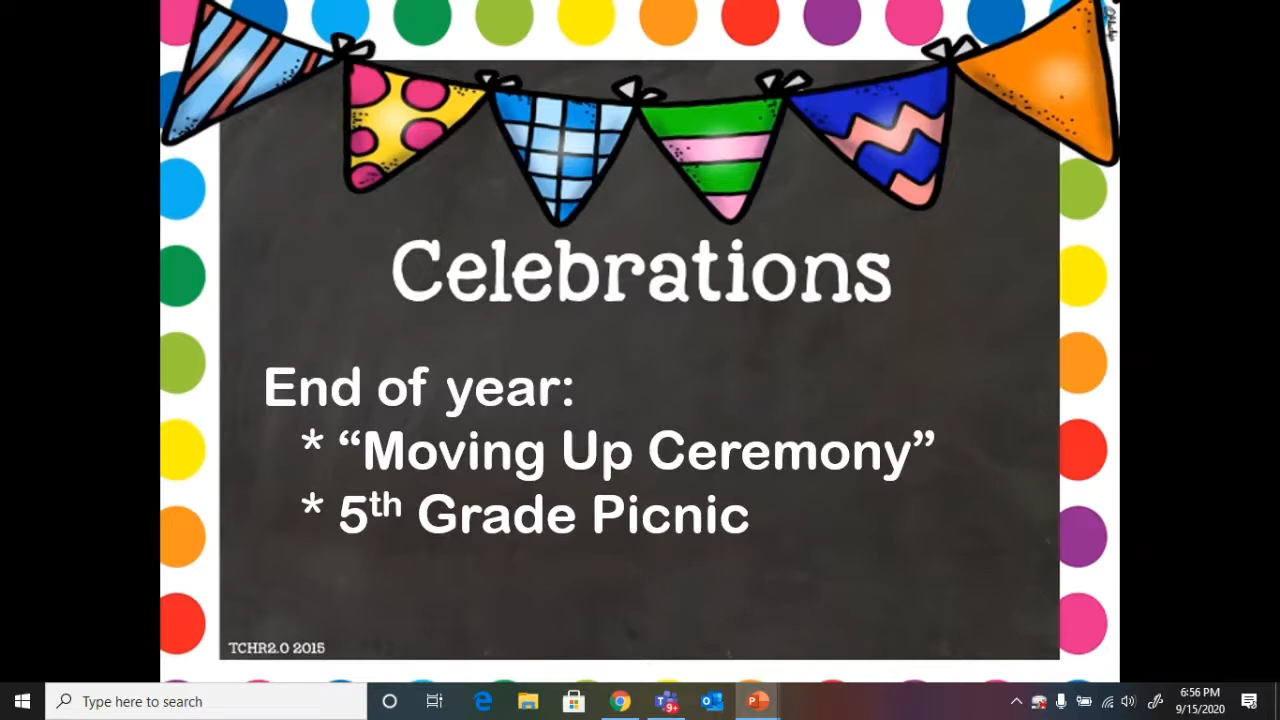 Celebrations
End of year:
* “Moving Up Ceremony”
* 5th Grade Picnic
TCHR2.0 2015
Type here to search
9+
6:56 PM
9/15/2020